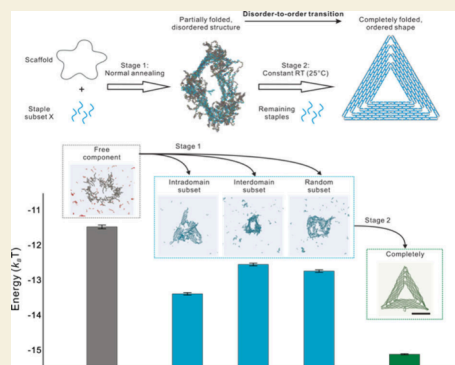 Partially folded,
disordered structure
Disorder-to-order transition
Completely folded,
ordered shape
Scaffold
+
Staple
subset X
Stage 1:
Normal annealing
Stage 2:
Constant RT (25°C)
Remaining
staples
Free
component
Stage 1
Intradomain
subset
Interdomain
subset
Random
subset
Stage 2
Completely
Energy (kBT)
-11
-12
-13
-14
-15